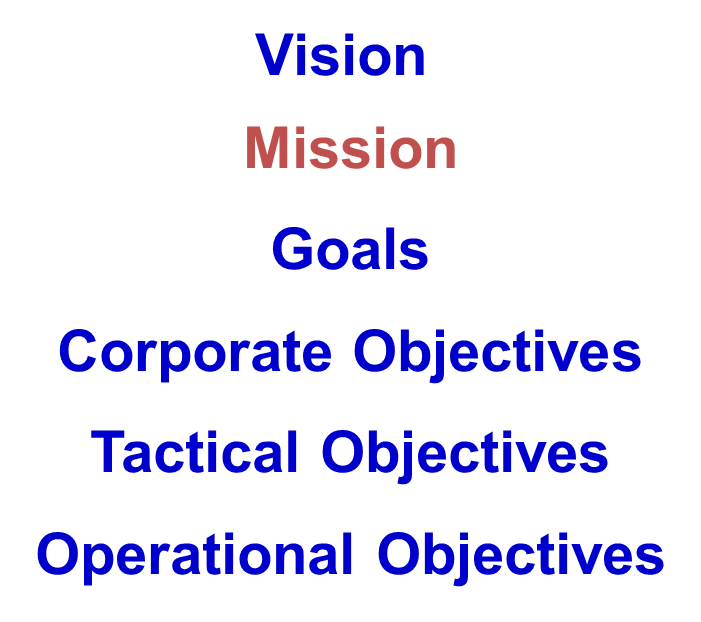 Vision
Mission
Goals
Corporate Objectives
Tactical Objectives
Operational Objectives